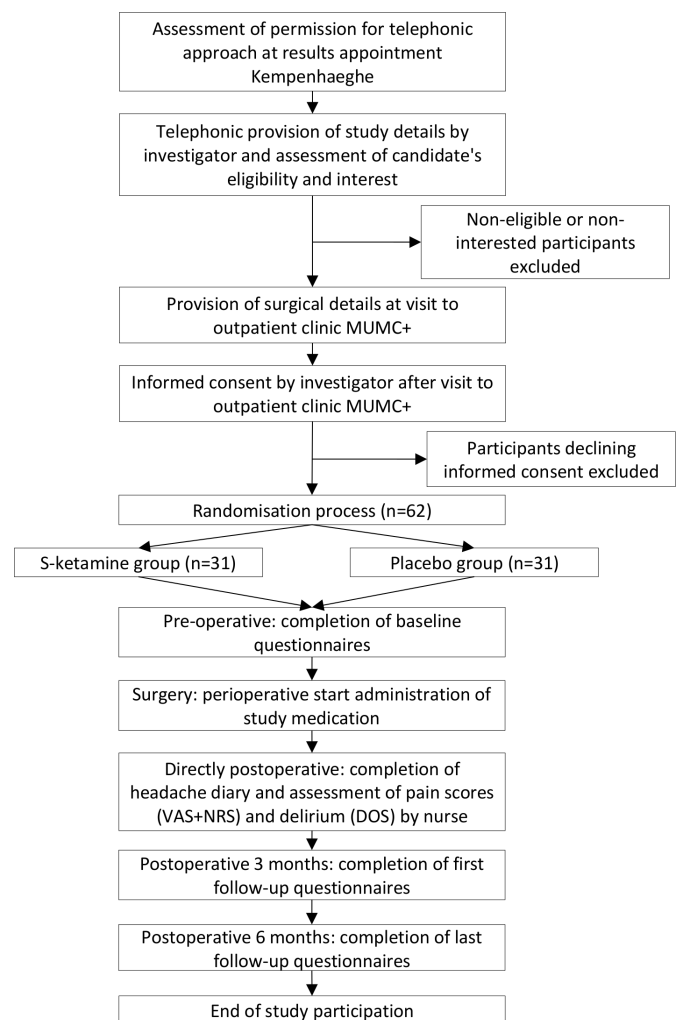 Assessment of permission for telephonic
approach at results appointment
Kempenhaeghe
Telephonic provision of study details by
investigator and assessment of candidate's
eligibility and interest
Non-eligible or non-
interested participants
excluded
Provision of surgical details at visit to
outpatient clinic MUMC+
Informed consent by investigator after visit to
outpatient clinic MUMC+
Participants declining
informed consent excluded
Randomisation process (n=62)
S-ketamine group (n=31)
Placebo group (n=31)
Pre-operative: completion of baseline
questionnaires
Surgery: perioperative start administration of
study medication
Directly postoperative: completion of
headache diary and assessment of pain scores
(VAS+NRS) and delirium (DOS) by nurse
Postoperative 3 months: completion of first
follow-up questionnaires
Postoperative 6 months: completion of last
follow-up questionnaires
End of study participation